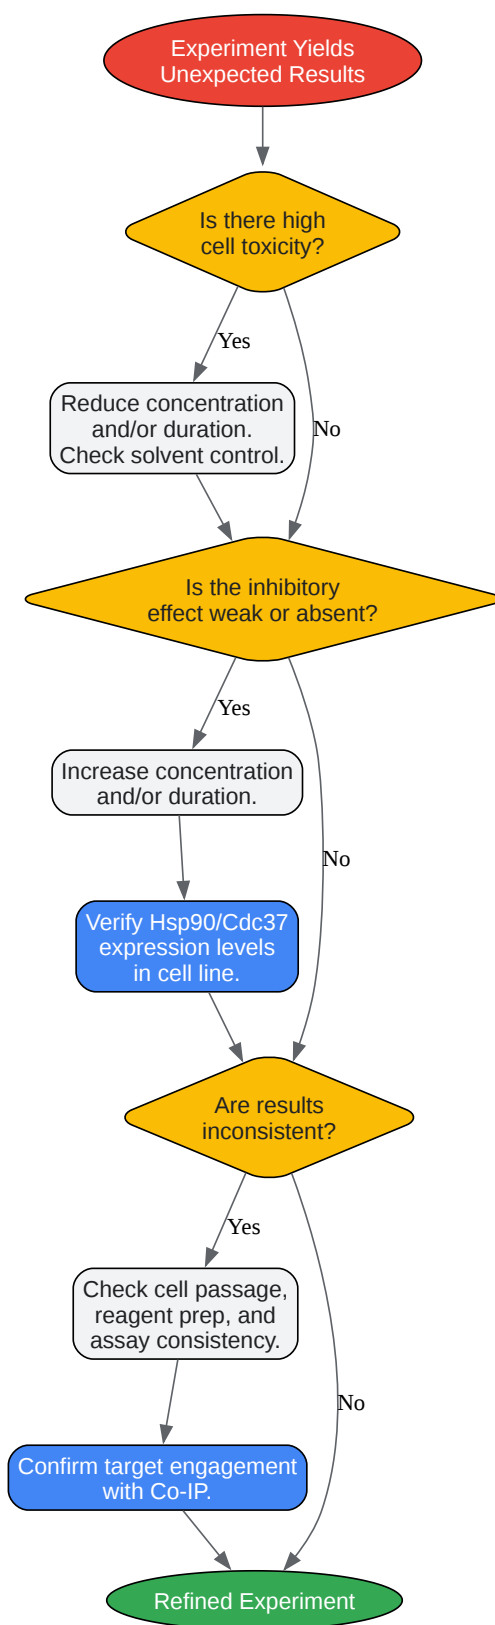 Experiment Yields
Unexpected Results
Is there high
cell toxicity?
Yes
Reduce concentration
and/or duration.
Check solvent control.
No
Is the inhibitory
effect weak or absent?
Yes
Increase concentration
and/or duration.
No
Verify Hsp90/Cdc37
expression levels
in cell line.
Are results
inconsistent?
Yes
Check cell passage,
reagent prep, and
assay consistency.
No
Confirm target engagement
with Co-IP.
Refined Experiment